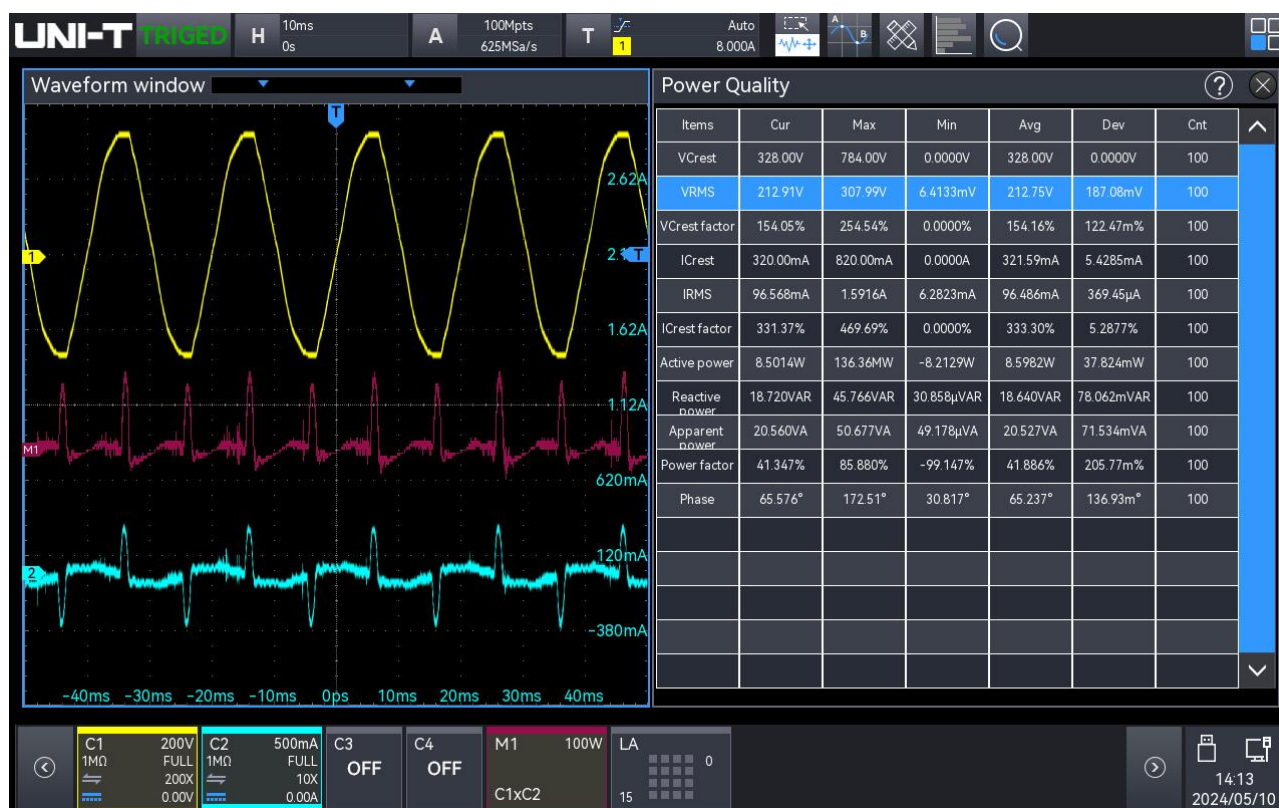 UNI-T TRIGED H 10ms 0s A 100Mpts 625MSa/s T 1 Auto 8.000A A B
Waveform window
T
2.62A
1
T
1.62A
1.12A
M1
620mA
120mA
2
-380mA
-40ms -30ms -20ms -10ms 0ps 10ms 20ms 30ms 40ms
Power Quality ?
Items Cur Max Min Avg Dev Cnt
VCrest 328.00V 784.00V 0.0000V 328.00V 0.0000V 100
VRMS 212.91V 307.99V 6.4133mV 212.75V 187.08mV 100
VCrest factor 154.05% 254.54% 0.0000% 154.16% 122.47m% 100
ICrest 320.00mA 820.00mA 0.0000A 321.59mA 5.4285mA 100
IRMS 96.568mA 1.5916A 6.2823mA 96.486mA 369.45μA 100
ICrest factor 331.37% 469.69% 0.0000% 333.30% 5.2877% 100
Active power 8.5014W 136.36MW -8.2129W 8.5982W 37.824mW 100
Reactive power 18.720VAR 45.766VAR 30.858μVAR 18.640VAR 78.062mVAR 100
Apparent power 20.560VA 50.677VA 49.178μVA 20.527VA 71.534mVA 100
Power factor 41.347% 85.880% -99.147% 41.886% 205.77m% 100
Phase 65.576° 172.51° 30.817° 65.237° 136.93m° 100
C1 200V
1MΩ FULL
200X
0.00V
C2 500mA
1MΩ FULL
10X
0.00A
C3
OFF
C4
OFF
M1 100W
C1xC2
LA
0
15
14:13
2024/05/10